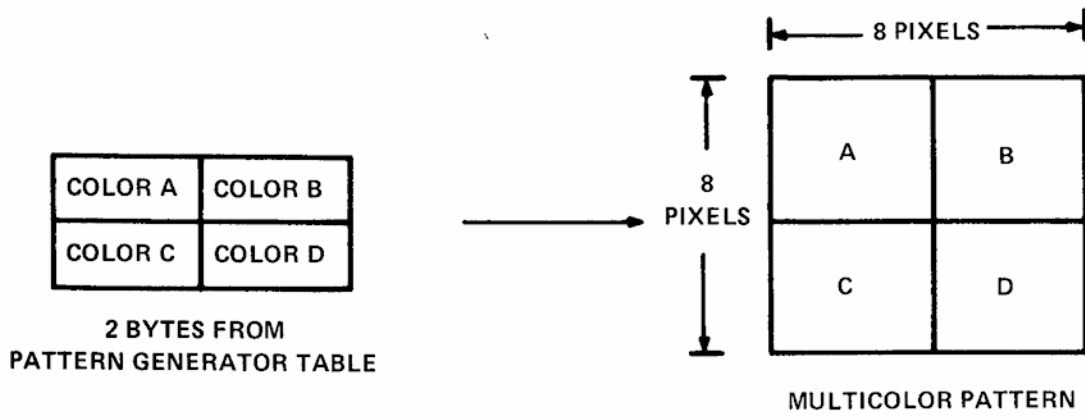 8 PIXELS
COLOR A COLOR B
COLOR C COLOR D
2 BYTES FROM
PATTERN GENERATOR TABLE
8
PIXELS
A B
C D
MULTICOLOR PATTERN